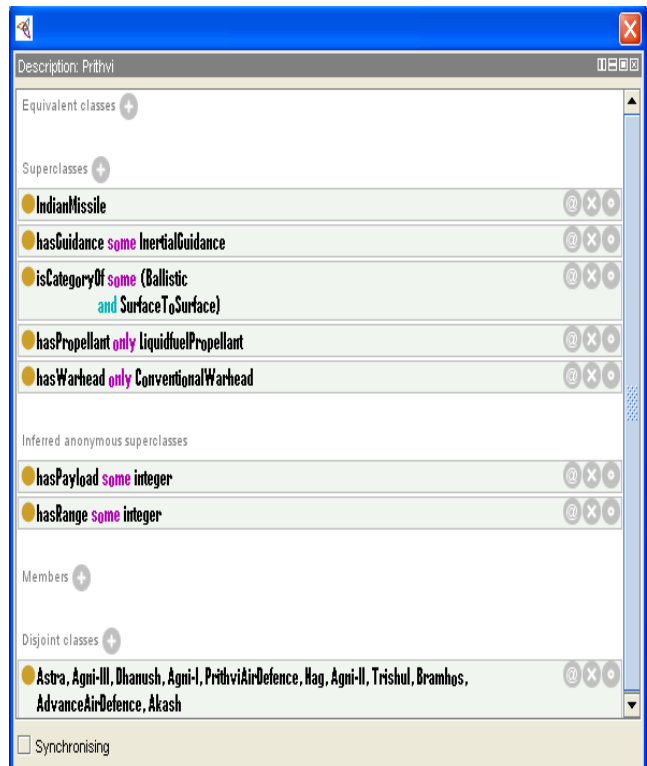 Description: Prithvi
Equivalent classes
Superclasses
IndianMissile
hasGuidance some InertialGuidance
isCategoryOf some (Ballistic
and SurfaceToSurface)
hasPropellant only LiquidfuelPropellant
hasWarhead only ConventionalWarhead
Inferred anonymous superclasses
hasPayload some integer
hasRange some integer
Members
Disjoint classes
Astra, Agni-III, Dhanush, Agni-I, PrithviAirDefence, Nag, Agni-II, Trishul, Bramhos,
AdvanceAirDefence, Akash
Synchronising